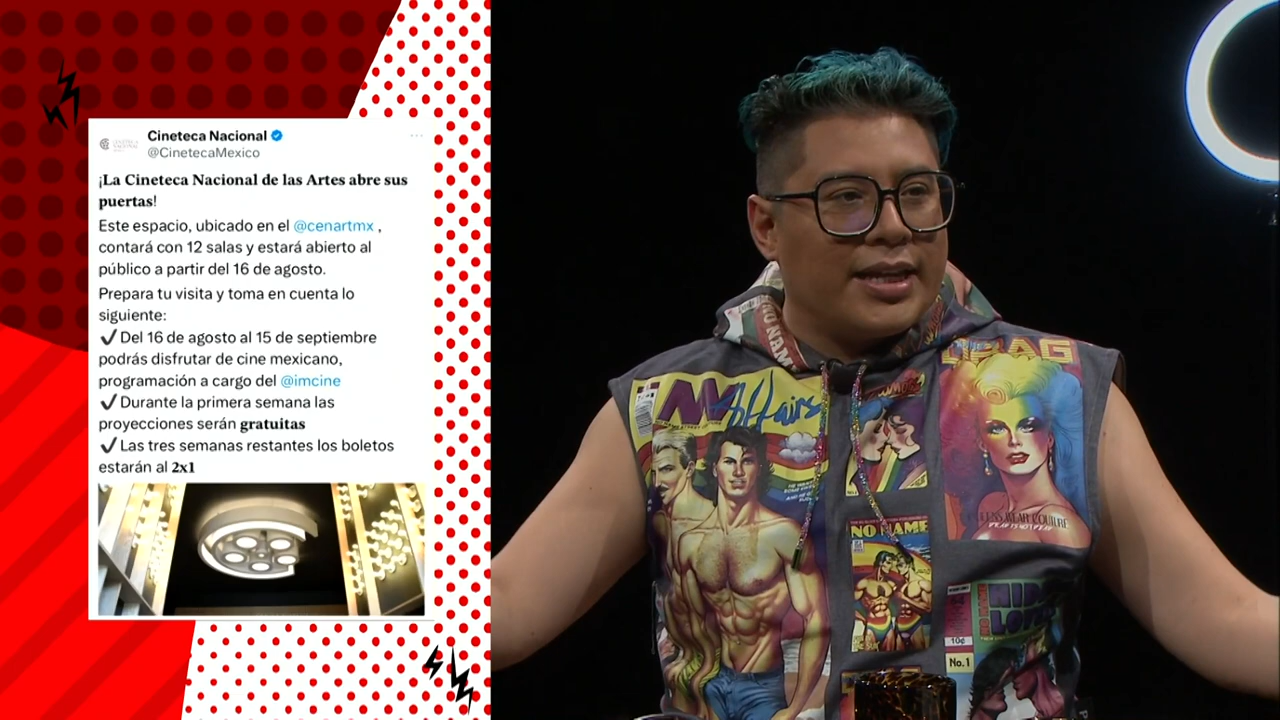 Cineteca Nacional
@CinetecaMexico
¡La Cineteca Nacional de las Artes abre sus
puertas!
Este espacio, ubicado en el @cenartmx ,
contará con 12 salas y estará abierto al
público a partir del 16 de agosto.
Prepara tu visita y toma en cuenta lo
siguiente:
✔Del 16 de agosto al 15 de septiembre
podrás disfrutar de cine mexicano,
programación a cargo del @imcine
✔Durante la primera semana las
proyecciones serán gratuitas
✔Las tres semanas restantes los boletos
estarán al 2x1
DRAG
Affairs
NO NAME
10¢
No. 1